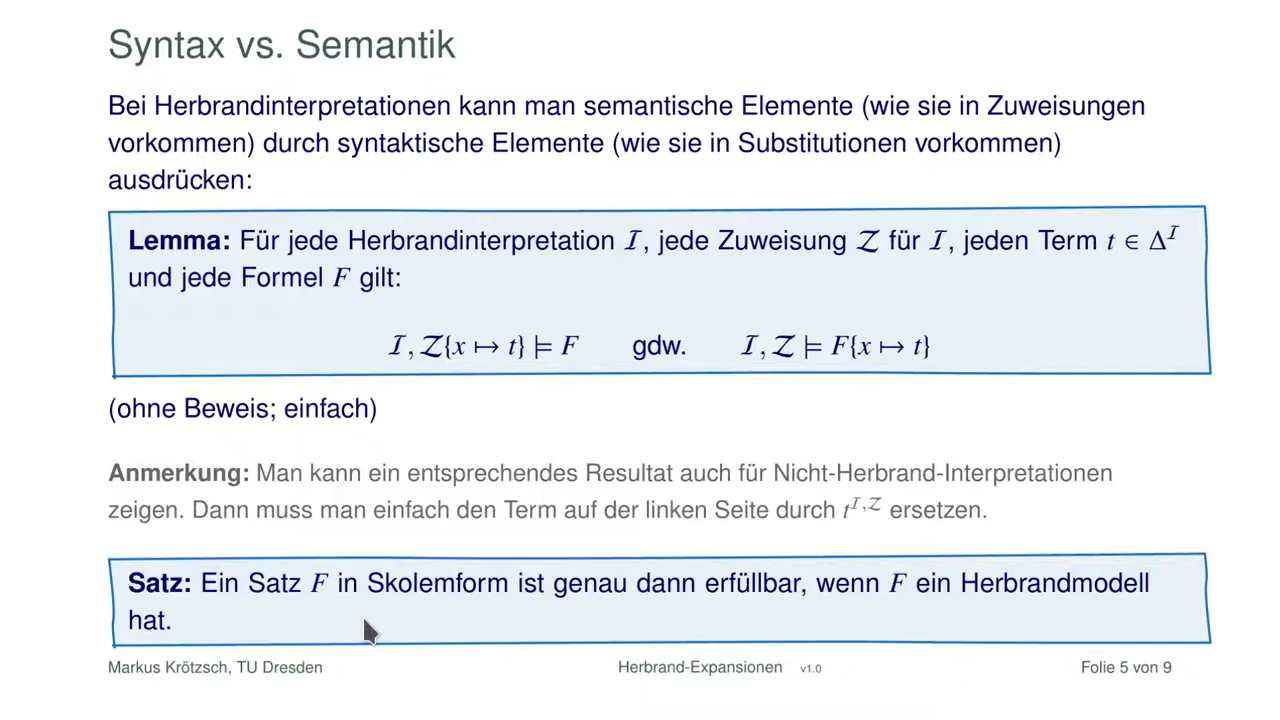 Syntax vs. Semantik
Bei Herbrandinterpretationen kann man semantische Elemente (wie sie in Zuweisungen
vorkommen) durch syntaktische Elemente (wie sie in Substitutionen vorkommen)
ausdrücken:
Lemma: Für jede Herbrandinterpretation 𝓘, jede Zuweisung 𝓩 für 𝓘, jeden Term t ∈ Δ^𝓘
und jede Formel F gilt:
𝓘, 𝓩{x ↦ t} ⊨ F gdw. 𝓘, 𝓩 ⊨ F{x ↦ t}
(ohne Beweis; einfach)
Anmerkung: Man kann ein entsprechendes Resultat auch für Nicht-Herbrand-Interpretationen
zeigen. Dann muss man einfach den Term auf der linken Seite durch t^𝓘,𝓩 ersetzen.
Satz: Ein Satz F in Skolemform ist genau dann erfüllbar, wenn F ein Herbrandmodell
hat.
Markus Krötzsch, TU Dresden Herbrand-Expansionen v1.0 Folie 5 von 9